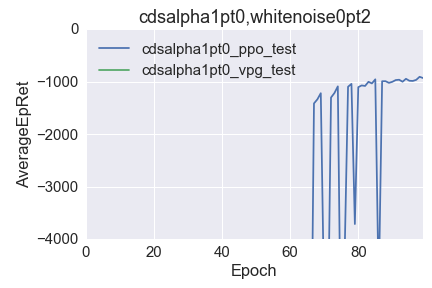 cdsalpha1pt0,whitenoise0pt2
0
cdsalpha1pt0_ppo_test
cdsalpha1pt0_vpg_test
−1000
−2000
−3000
−4000
AverageEpRet
0 20 40 60 80
Epoch